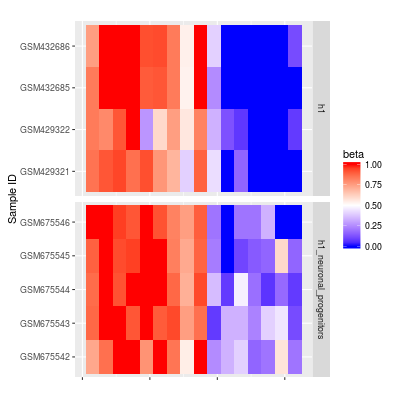 GSM432686
GSM432685
GSM429322
GSM429321
h1
Sample ID
GSM675546
GSM675545
GSM675544
GSM675543
GSM675542
h1_neuronal_progenitors
beta
1.00
0.75
0.50
0.25
0.00